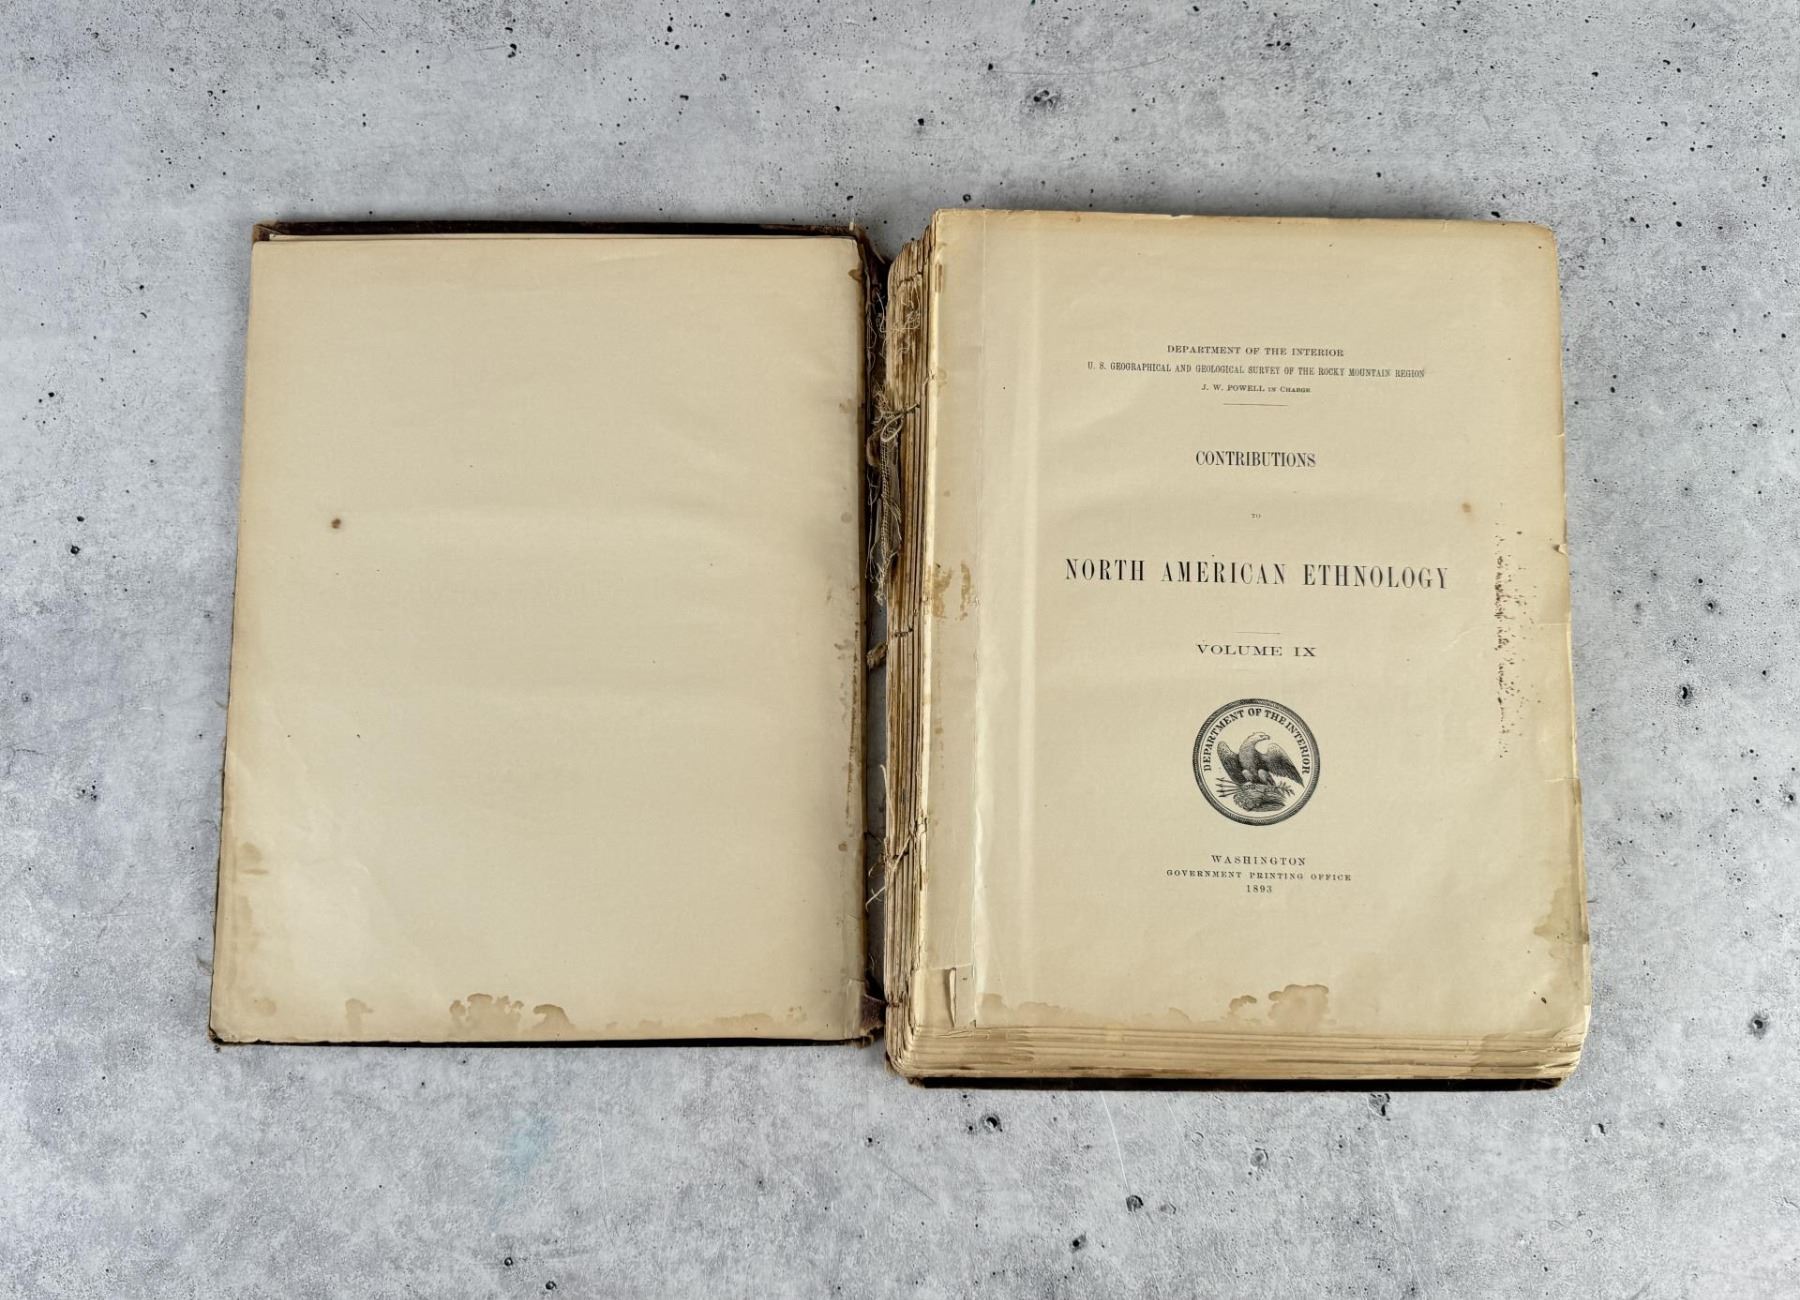 DEPARTMENT OF THE INTERIOR
U. S. GEOGRAPHICAL AND GEOLOGICAL SURVEY OF THE ROCKY MOUNTAIN REGION
J. W. POWELL IN CHARGE
CONTRIBUTIONS
TO
NORTH AMERICAN ETHNOLOGY
VOLUME IX
DEPARTMENT OF THE INTERIOR
WASHINGTON
GOVERNMENT PRINTING OFFICE
1893